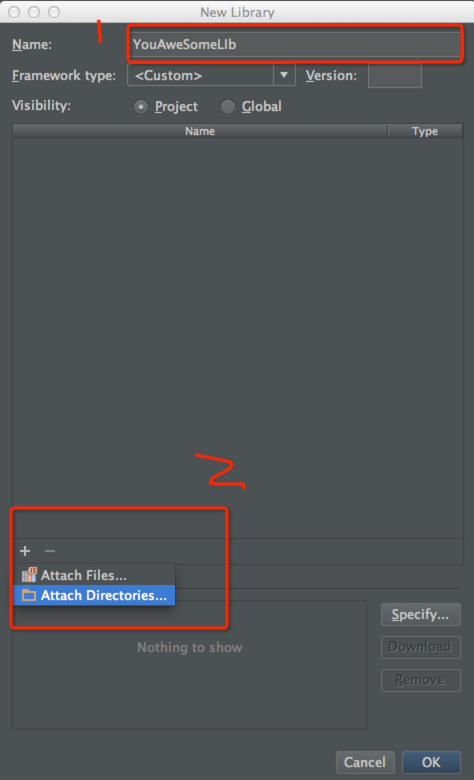 New Library
1
Name: YouAweSomeLIb
Framework type: <Custom> Version:
Visibility: Project Global
Name Type
2
+ −
Attach Files...
Attach Directories...
Specify...
Nothing to show Download
Remove
Cancel OK